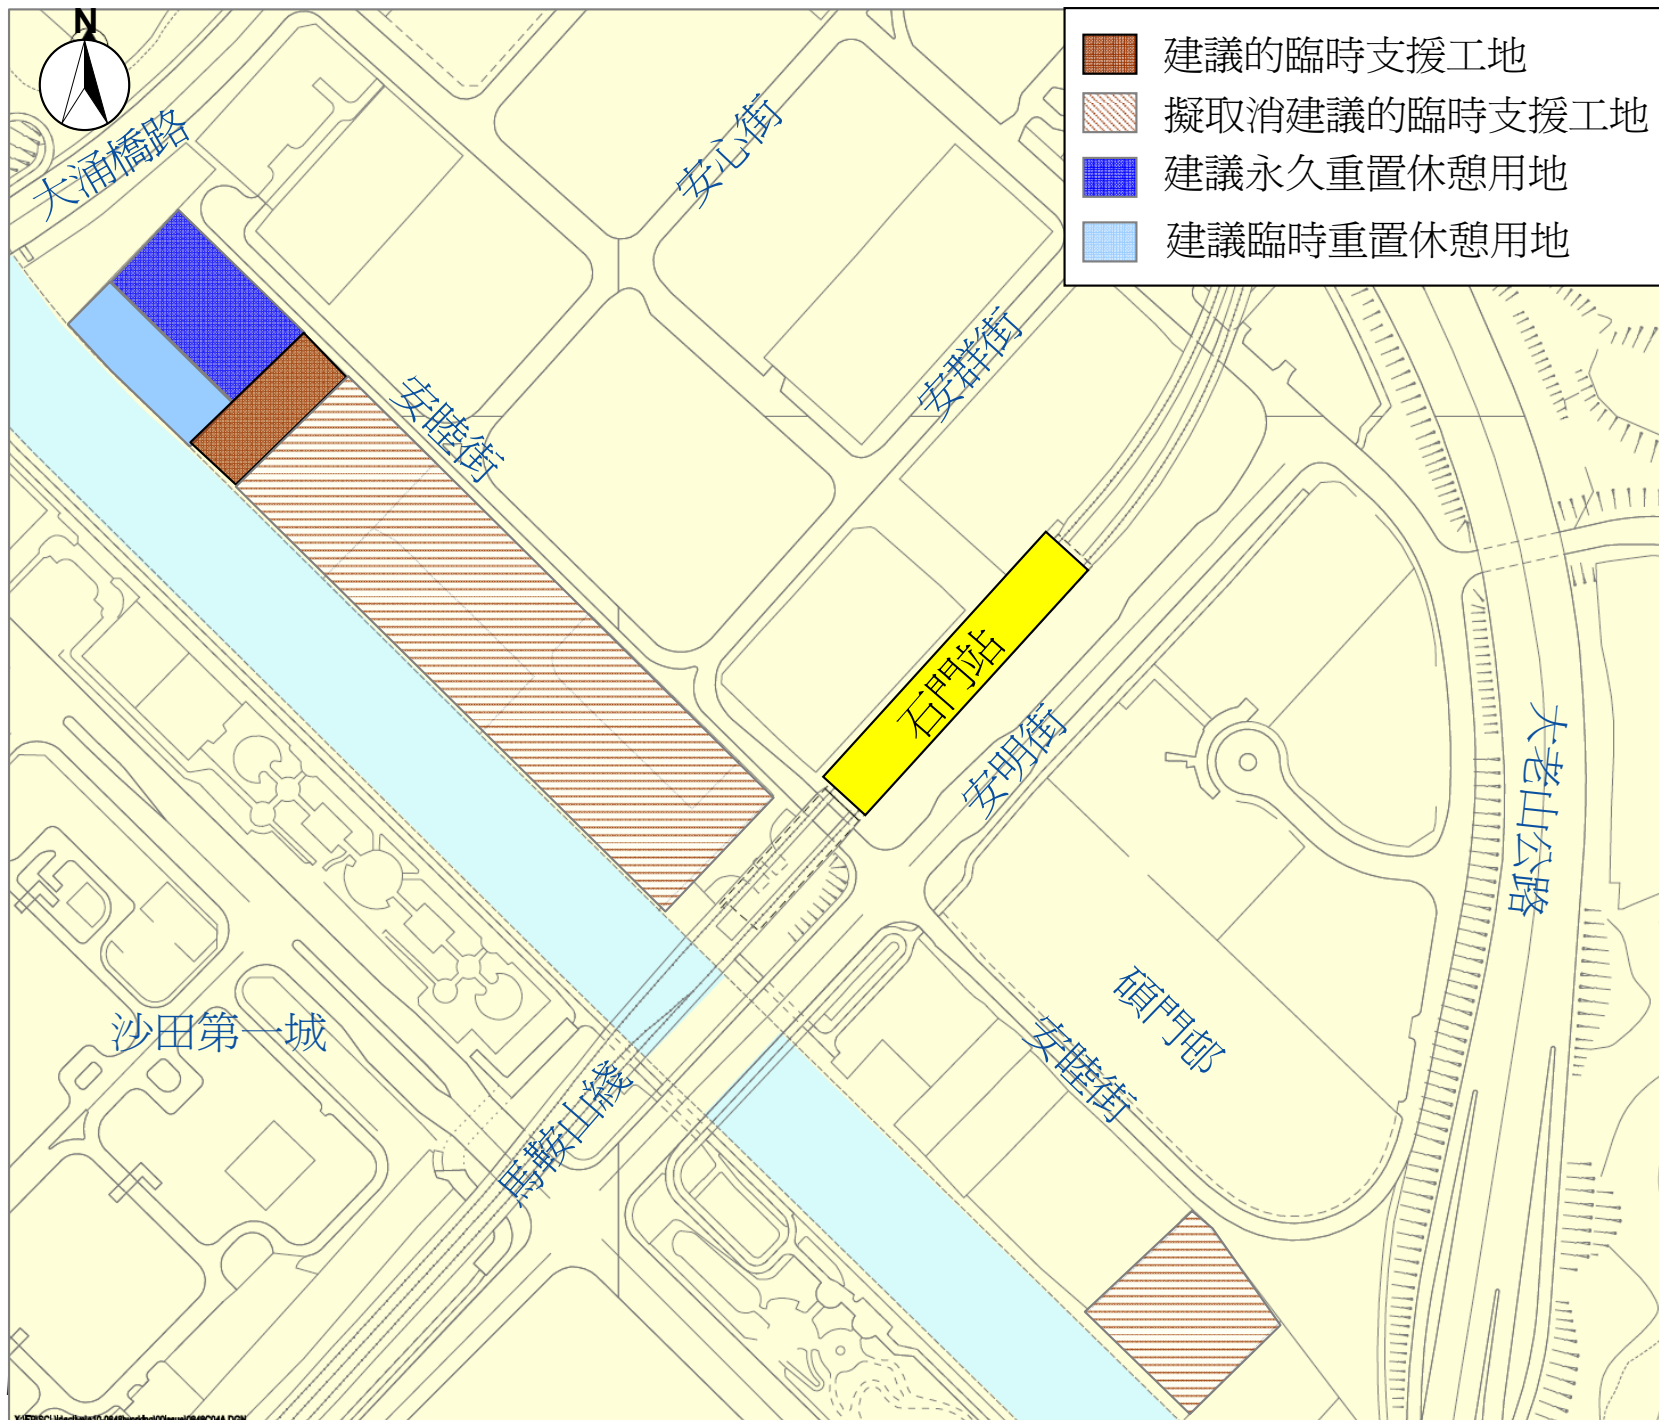 N
建議的臨時支援工地
擬取消建議的臨時支援工地
建議永久重置休憩用地
建議臨時重置休憩用地
大涌橋路
安心街
安群街
安睦街
石門站
安明街
大老山公路
碩門邨
安睦街
沙田第一城
馬鞍山綫